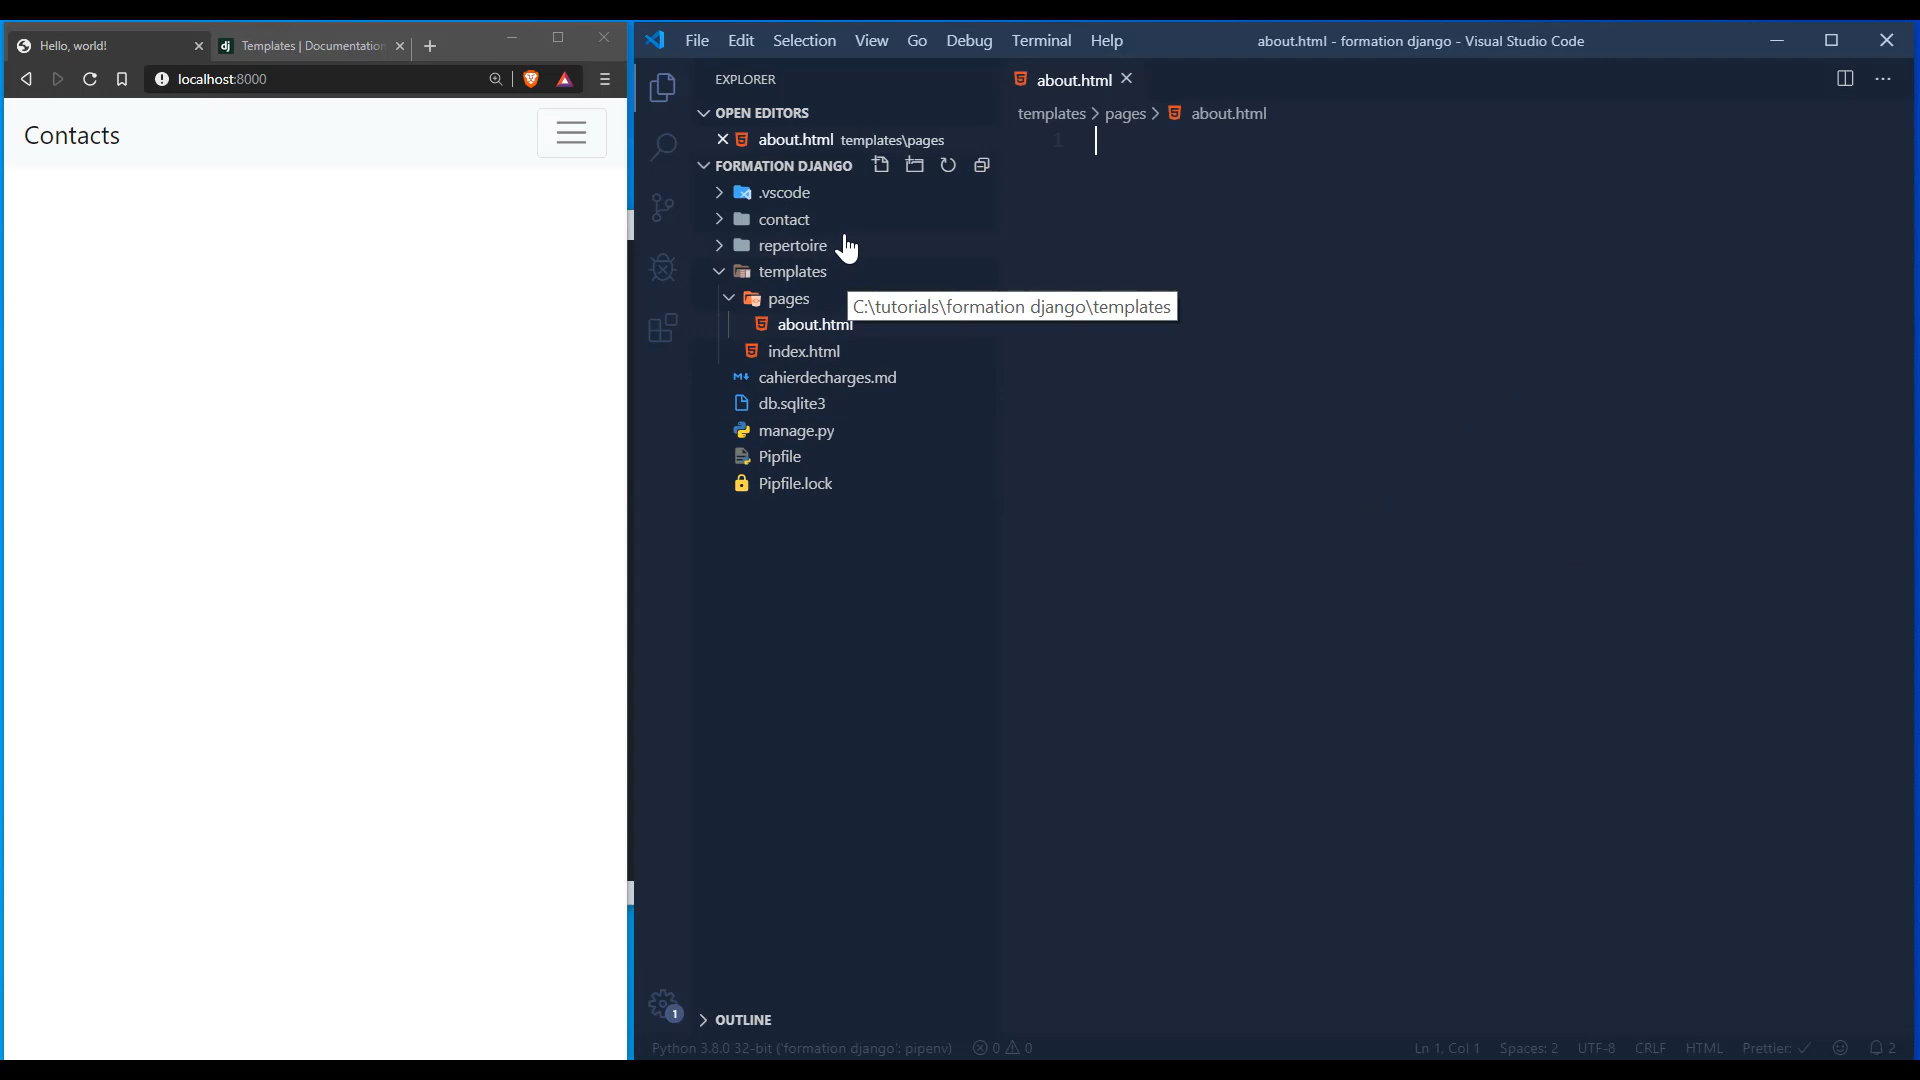 Hello, world!
Templates | Documentation
localhost:8000
Contacts
File Edit Selection View Go Debug Terminal Help
about.html - formation django - Visual Studio Code
EXPLORER
OPEN EDITORS
about.html templates\pages
FORMATION DJANGO
.vscode
contact
repertoire
templates
pages
about.html
index.html
cahierdecharges.md
db.sqlite3
manage.py
Pipfile
Pipfile.lock
OUTLINE
about.html
templates > pages > about.html
1
C:\tutorials\formation django\templates
1
Python 3.8.0 32-bit ('formation django': pipenv) 0 0
Ln 1, Col 1 Spaces: 2 UTF-8 CRLF HTML Prettier: ✓ 2